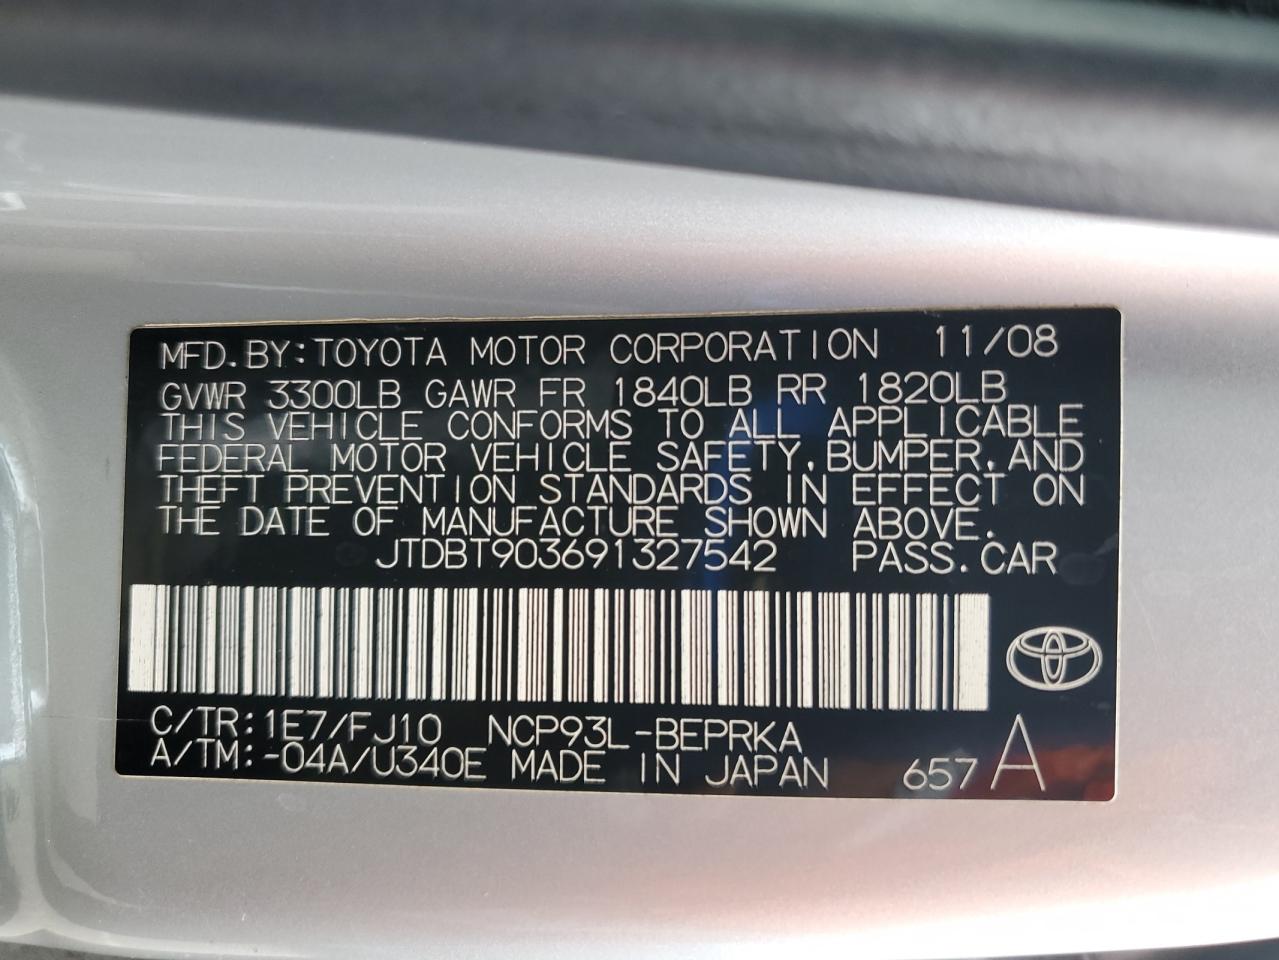 MFD.BY:TOYOTA MOTOR CORPORATION 11/08
GVWR 3300LB GAWR FR 1840LB RR 1820LB
THIS VEHICLE CONFORMS TO ALL APPLICABLE
FEDERAL MOTOR VEHICLE SAFETY,BUMPER,AND
THEFT PREVENTION STANDARDS IN EFFECT ON
THE DATE OF MANUFACTURE SHOWN ABOVE.
JTDBT903691327542 PASS.CAR
C/TR:1E7/FJ10 NCP93L-BEPRKA
A/TM:-04A/U340E MADE IN JAPAN 657 A